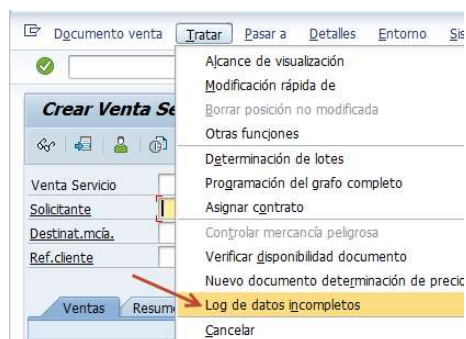 Documento venta Tratar Pasar a Detalles Entorno
Alcance de visualización
Modificación rápida de
Crear Venta
Borrar posición no modificada
Otras funciones
Determinación de lotes
Venta Servicio
Programación del grafo completo
Solicitante
Asignar contrato
Destinat.mcía.
Controlar mercancía peligrosa
Ref.cliente
Verificar disponibilidad documento
Nuevo documento determinación de precio
Ventas
Log de datos incompletos
Cancelar